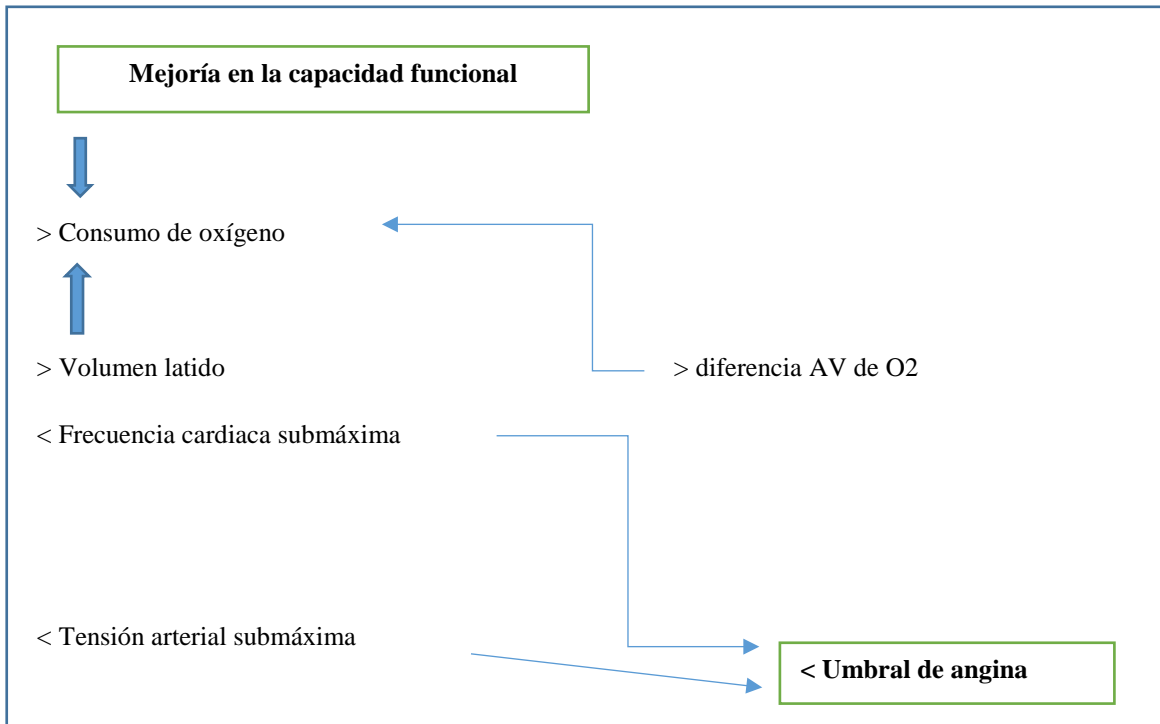 Mejoría en la capacidad funcional
> Consumo de oxígeno
> Volumen latido
> diferencia AV de O2
< Frecuencia cardiaca submáxima
< Tensión arterial submáxima
< Umbral de angina